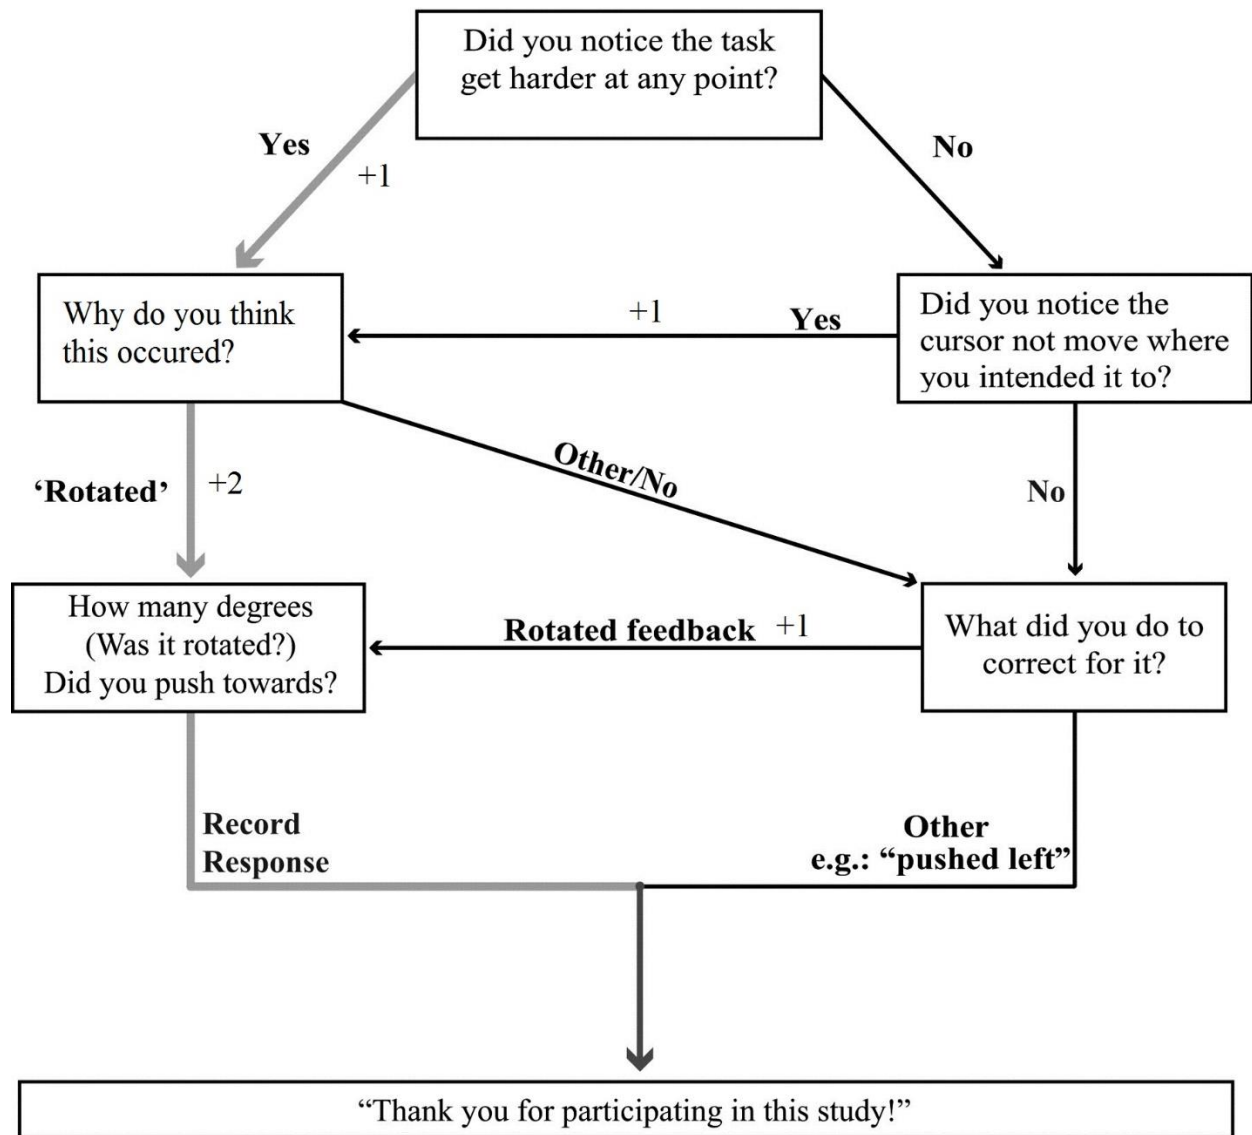 Did you notice the task
get harder at any point?
Yes
+1
No
Why do you think
this occured?
+1
Yes
Did you notice the
cursor not move where
you intended it to?
‘Rotated’
+2
Other/No
No
How many degrees
(Was it rotated?)
Did you push towards?
Rotated feedback
+1
What did you do to
correct for it?
Record
Response
Other
e.g.: “pushed left”
“Thank you for participating in this study!”